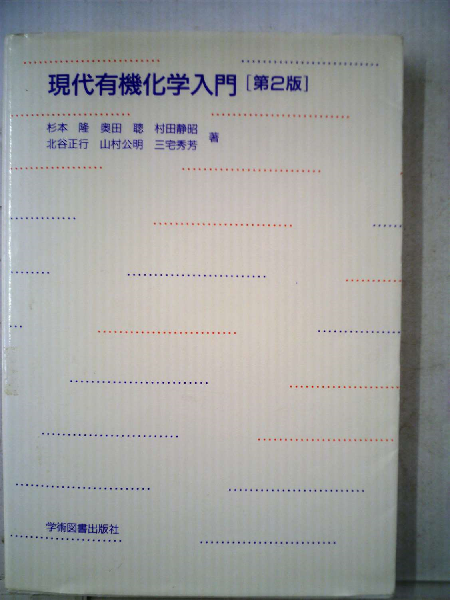 現代有機化学入門［第2版］
杉本 隆 奥田 聰 村田静昭
北谷正行 山村公明 三宅秀芳 著
学術図書出版社